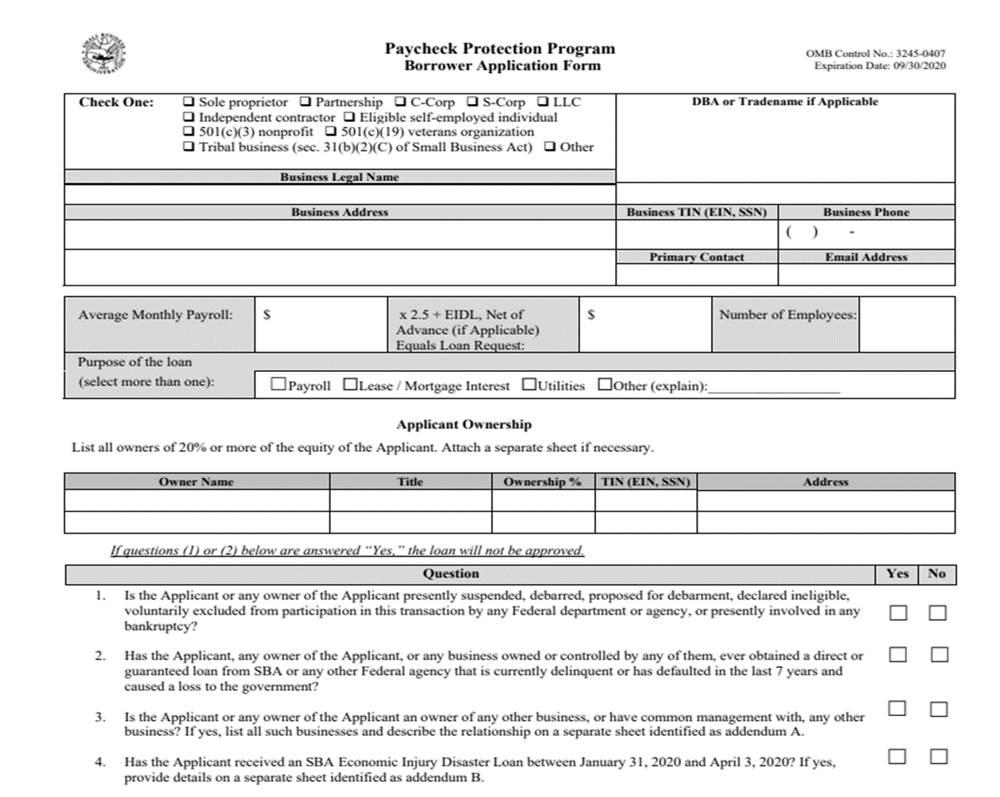 SMALL BUSINESS ADMINISTRATION
Paycheck Protection Program
Borrower Application Form
OMB Control No.: 3245-0407
Expiration Date: 09/30/2020
Check One: ❑ Sole proprietor ❑ Partnership ❑ C-Corp ❑ S-Corp ❑ LLC
❑ Independent contractor ❑ Eligible self-employed individual
❑ 501(c)(3) nonprofit ❑ 501(c)(19) veterans organization
❑ Tribal business (sec. 31(b)(2)(C) of Small Business Act) ❑ Other
DBA or Tradename if Applicable
Business Legal Name
Business Address
Business TIN (EIN, SSN)
Business Phone
( ) -
Primary Contact
Email Address
Average Monthly Payroll:
$
x 2.5 + EIDL, Net of
Advance (if Applicable)
Equals Loan Request:
$
Number of Employees:
Purpose of the loan
(select more than one):
☐Payroll ☐Lease / Mortgage Interest ☐Utilities ☐Other (explain):__________________
Applicant Ownership
List all owners of 20% or more of the equity of the Applicant. Attach a separate sheet if necessary.
Owner Name Title Ownership % TIN (EIN, SSN) Address
If questions (1) or (2) below are answered “Yes,” the loan will not be approved.
Question Yes No
1. Is the Applicant or any owner of the Applicant presently suspended, debarred, proposed for debarment, declared ineligible,
voluntarily excluded from participation in this transaction by any Federal department or agency, or presently involved in any
bankruptcy?
2. Has the Applicant, any owner of the Applicant, or any business owned or controlled by any of them, ever obtained a direct or
guaranteed loan from SBA or any other Federal agency that is currently delinquent or has defaulted in the last 7 years and
caused a loss to the government?
3. Is the Applicant or any owner of the Applicant an owner of any other business, or have common management with, any other
business? If yes, list all such businesses and describe the relationship on a separate sheet identified as addendum A.
4. Has the Applicant received an SBA Economic Injury Disaster Loan between January 31, 2020 and April 3, 2020? If yes,
provide details on a separate sheet identified as addendum B.